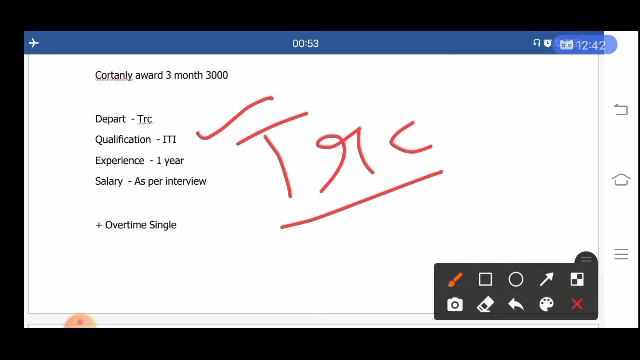 00:53
12:42
Cortanly award 3 month 3000
Depart - Trc
Qualification - ITI
Experience - 1 year
Salary - As per interview
+ Overtime Single
Trc